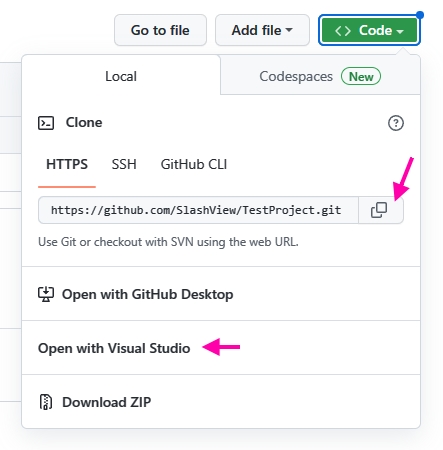 Go to file
Add file
<> Code
Local
Codespaces New
Clone
HTTPS SSH GitHub CLI
https://github.com/SlashView/TestProject.git
Use Git or checkout with SVN using the web URL.
Open with GitHub Desktop
Open with Visual Studio
Download ZIP